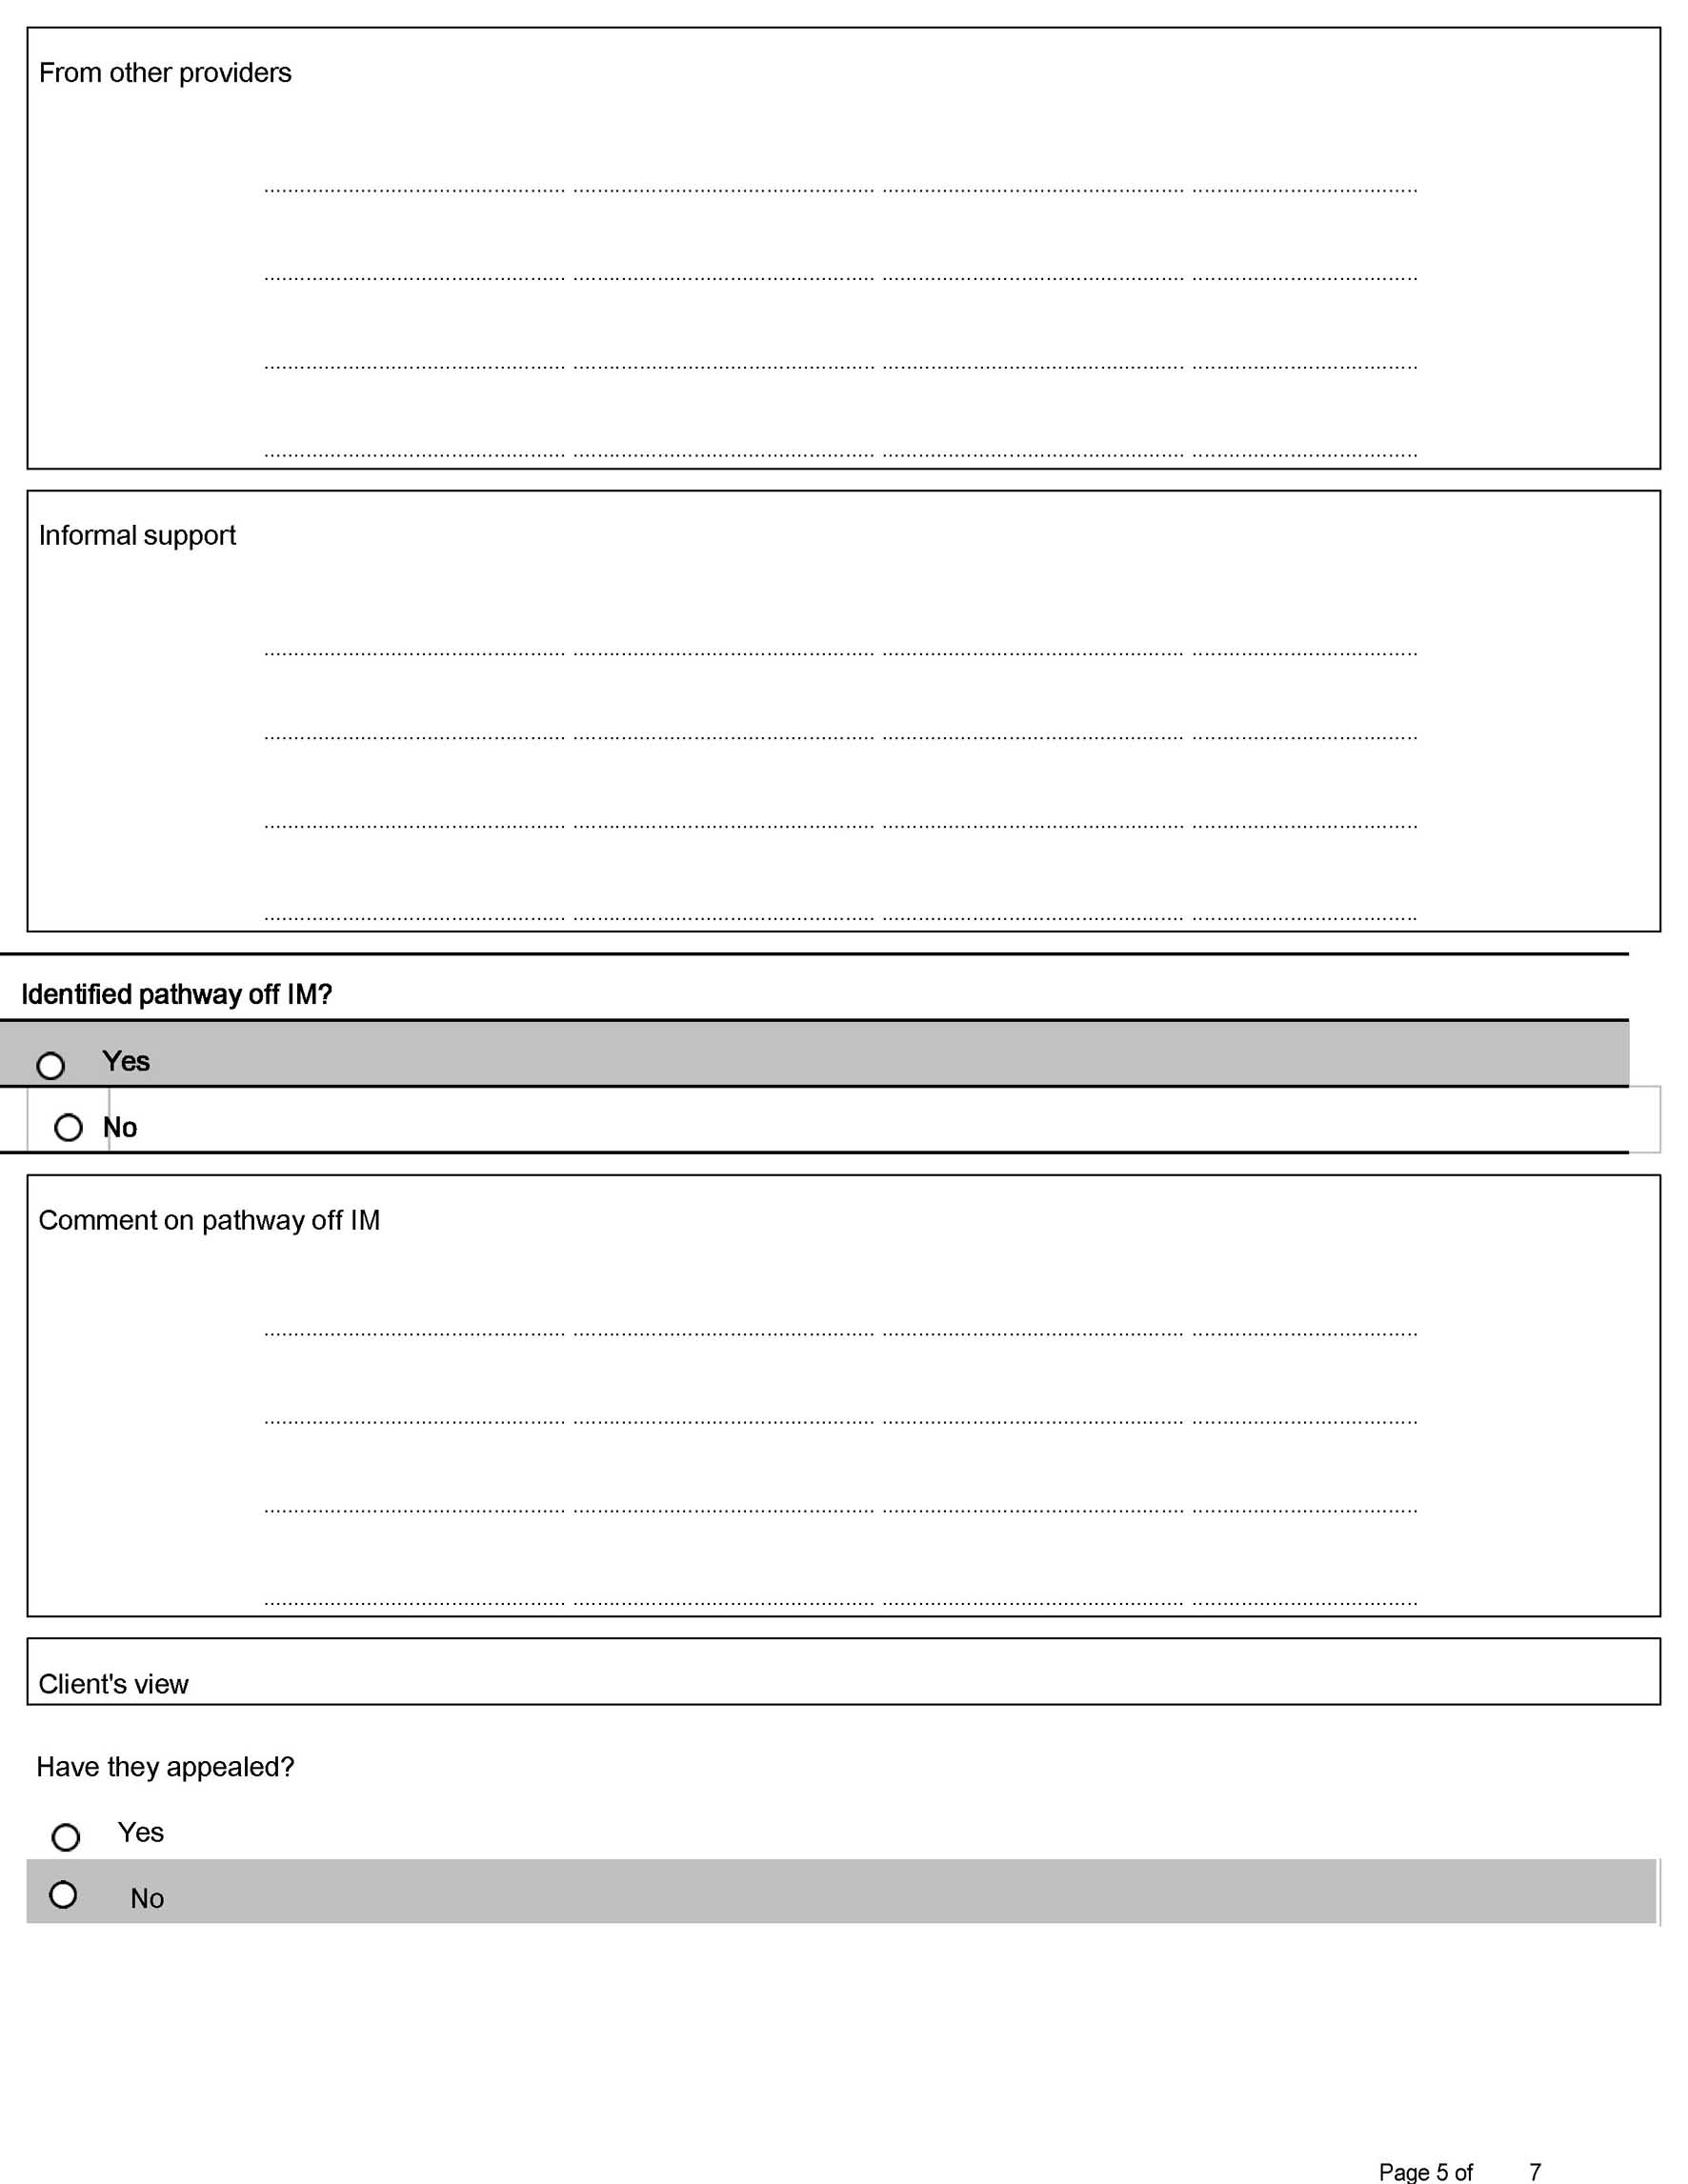 From other providers
................................................. ................................................. ................................................. .....................................
................................................. ................................................. ................................................. .....................................
................................................. ................................................. ................................................. .....................................
................................................. ................................................. ................................................. .....................................
Informal support
................................................. ................................................. ................................................. .....................................
................................................. ................................................. ................................................. .....................................
................................................. ................................................. ................................................. .....................................
................................................. ................................................. ................................................. .....................................
Identified pathway off IM?
Yes
No
Comment on pathway off IM
................................................. ................................................. ................................................. .....................................
................................................. ................................................. ................................................. .....................................
................................................. ................................................. ................................................. .....................................
................................................. ................................................. ................................................. .....................................
Client's view
Have they appealed?
Yes
No
Page 5 of 7